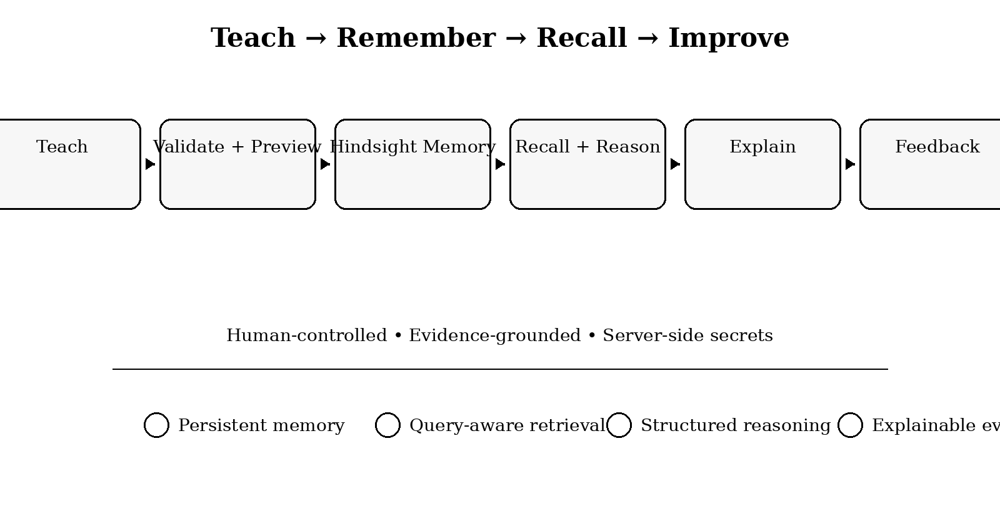 Teach → Remember → Recall → Improve
Teach
Validate + Preview
Hindsight Memory
Recall + Reason
Explain
Feedback
Human-controlled • Evidence-grounded • Server-side secrets
Persistent memory
Query-aware retrieval
Structured reasoning
Explainable